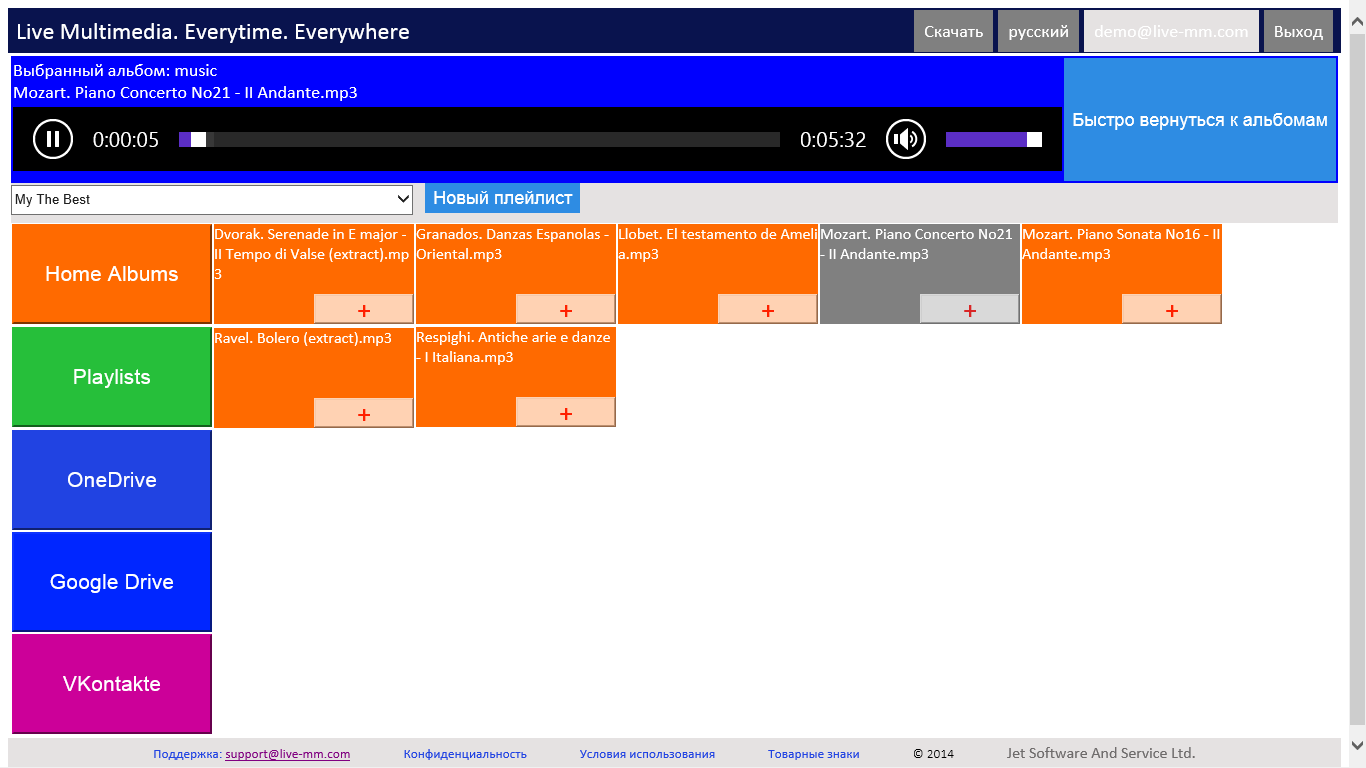 Live Multimedia. Everytime. Everywhere
Скачать
русский
demo@live-mm.com
Выход
Выбранный альбом: music
Mozart. Piano Concerto No21 - II Andante.mp3
0:00:05
0:05:32
Быстро вернуться к альбомам
My The Best
Новый плейлист
Home Albums
Dvorak. Serenade in E major -
II Tempo di Valse (extract).mp
3
+
Granados. Danzas Espanolas -
Oriental.mp3
+
Llobet. El testamento de Ameli
a.mp3
+
Mozart. Piano Concerto No21
- II Andante.mp3
+
Mozart. Piano Sonata No16 - II
Andante.mp3
+
Playlists
Ravel. Bolero (extract).mp3
+
Respighi. Antiche arie e danze
- I Italiana.mp3
+
OneDrive
Google Drive
VKontakte
Поддержка: support@live-mm.com
Конфиденциальность
Условия использования
Товарные знаки
© 2014
Jet Software And Service Ltd.